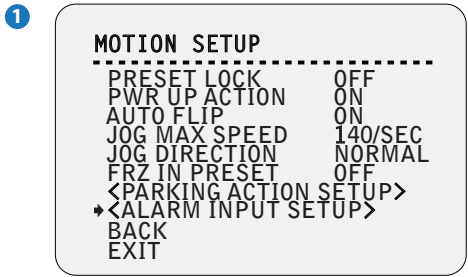 1
MOTION SETUP
PRESET LOCK OFF
PWR UP ACTION ON
AUTO FLIP ON
JOG MAX SPEED 140/SEC
JOG DIRECTION NORMAL
FRZ IN PRESET OFF
<PARKING ACTION SETUP>
<ALARM INPUT SETUP>
BACK
EXIT